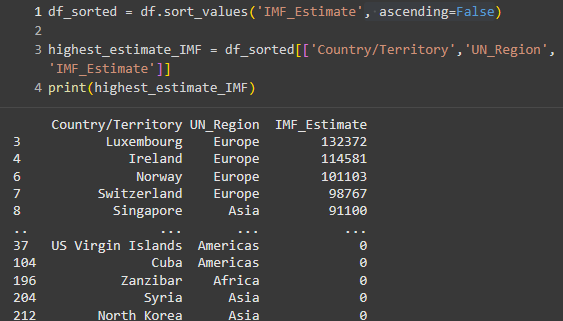 1 df_sorted = df.sort_values('IMF_Estimate', ascending=False)
2
3 highest_estimate_IMF = df_sorted[['Country/Territory','UN_Region',
'IMF_Estimate']]
4 print(highest_estimate_IMF)
Country/Territory UN_Region IMF_Estimate
3 Luxembourg Europe 132372
4 Ireland Europe 114581
6 Norway Europe 101103
7 Switzerland Europe 98767
8 Singapore Asia 91100
.. ... ... ...
37 US Virgin Islands Americas 0
104 Cuba Americas 0
196 Zanzibar Africa 0
204 Syria Asia 0
212 North Korea Asia 0